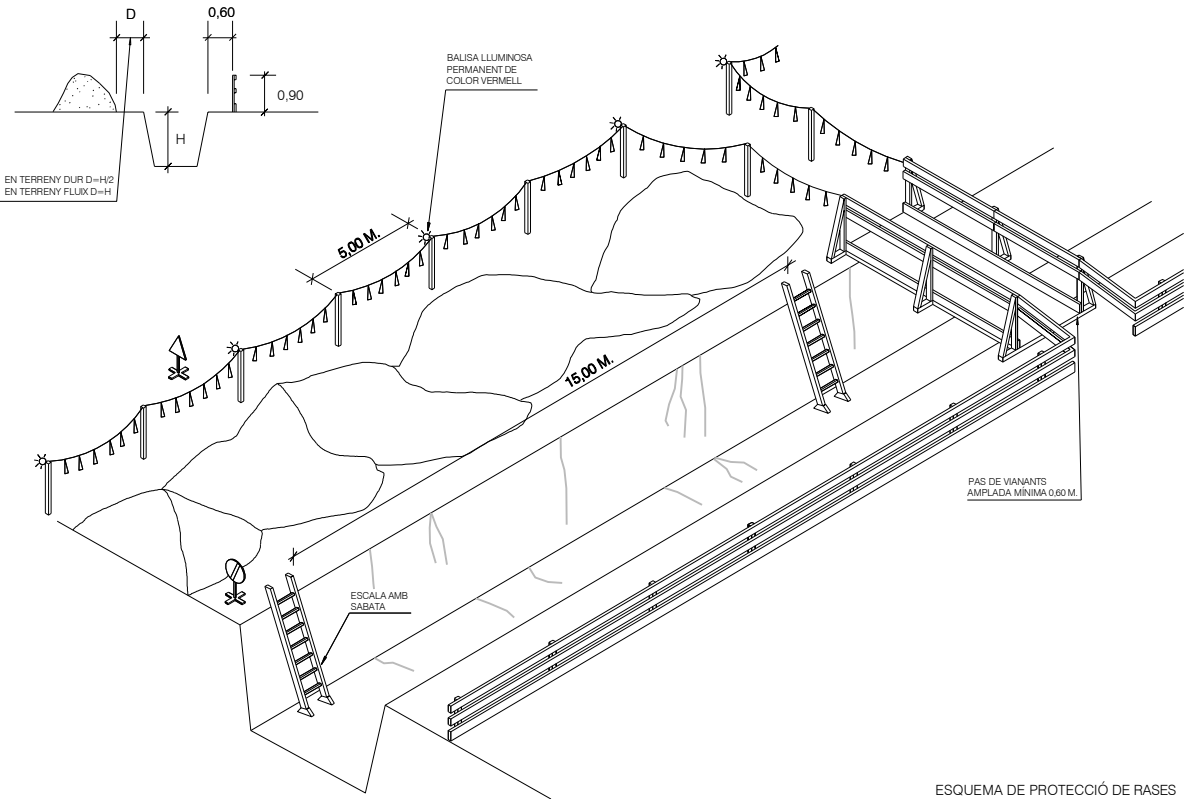 D
0,60
BALISA LLUMINOSA
PERMANENT DE
COLOR VERMELL
0,90
H
EN TERRENY DUR D=H/2
EN TERRENY FLUIX D=H
5,00 M.
15,00 M.
PAS DE VIANANTS
AMPLADA MÍNIMA 0,60 M.
ESCALA AMB
SABATA
ESQUEMA DE PROTECCIÓ DE RASES